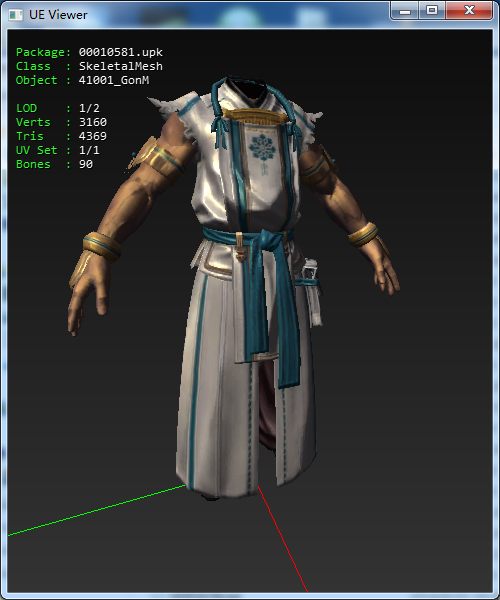 UE Viewer
Package: 00010581.upk
Class : SkeletalMesh
Object : 41001_GonM
LOD : 1/2
Verts : 3160
Tris : 4369
UV Set : 1/1
Bones : 90